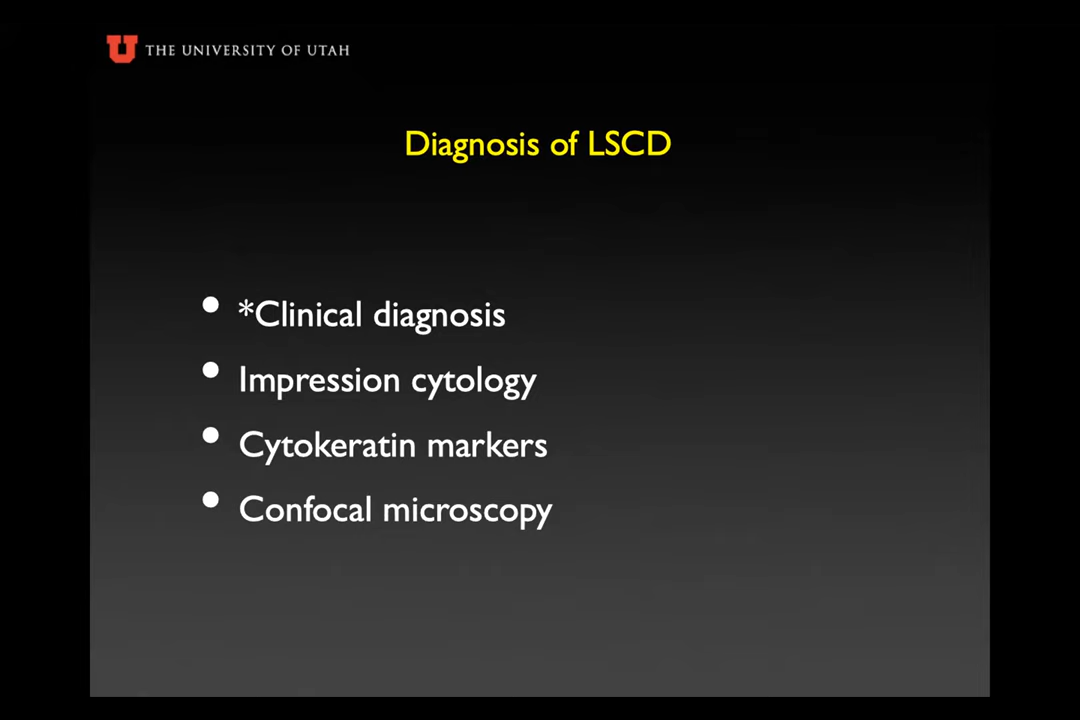 THE UNIVERSITY OF UTAH
Diagnosis of LSCD
• *Clinical diagnosis
• Impression cytology
• Cytokeratin markers
• Confocal microscopy